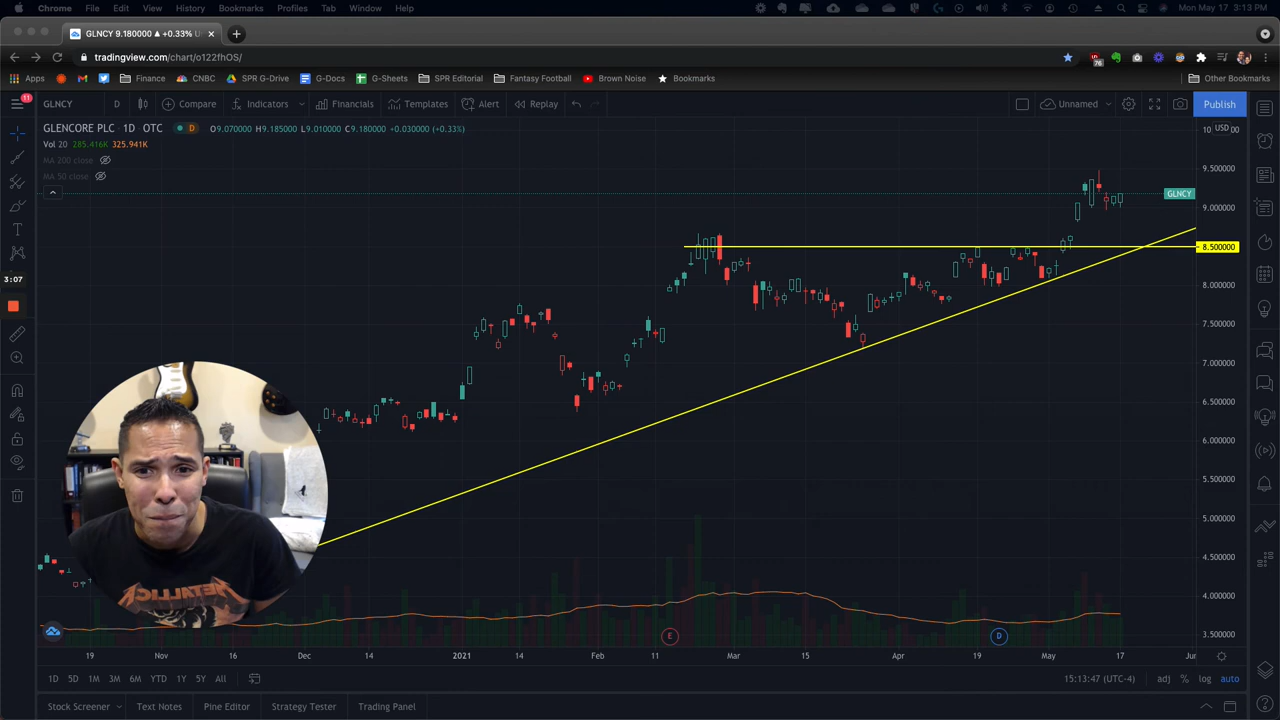 Chrome File Edit View History Bookmarks Profiles Tab Window Help Mon May 17 3:13 PM
GLNCY 9.180000 ▲ +0.33% U
tradingview.com/chart/o122fhOS/
Apps Finance CNBC SPR G-Drive G-Docs G-Sheets SPR Editorial Fantasy Football Brown Noise Bookmarks Other Bookmarks
11
GLNCY D Compare Indicators Financials Templates Alert Replay Unnamed Publish
GLENCORE PLC 1D OTC D O9.070000 H9.185000 L9.010000 C9.180000 +0.030000 (+0.33%)
USD
Vol 20 285.416K 325.941K
MA 200 close
MA 50 close
9.500000
GLNCY
9.000000
8.500000
8.000000
7.500000
7.000000
6.500000
6.000000
5.500000
5.000000
4.500000
4.000000
3.500000
3:07
METALLICA
E
D
19 Nov 16 Dec 14 2021 14 Feb 11 Mar 15 Apr 19 May 17 Jun
1D 5D 1M 3M 6M YTD 1Y 5Y All 15:13:47 (UTC-4) adj % log auto
Stock Screener Text Notes Pine Editor Strategy Tester Trading Panel